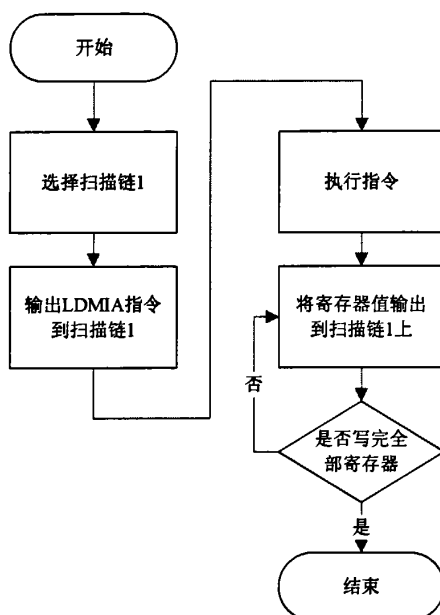 开始
选择扫描链1
输出LDMIA指令
到扫描链1
执行指令
将寄存器值输出
到扫描链1上
否
是否写完全
部寄存器
是
结束